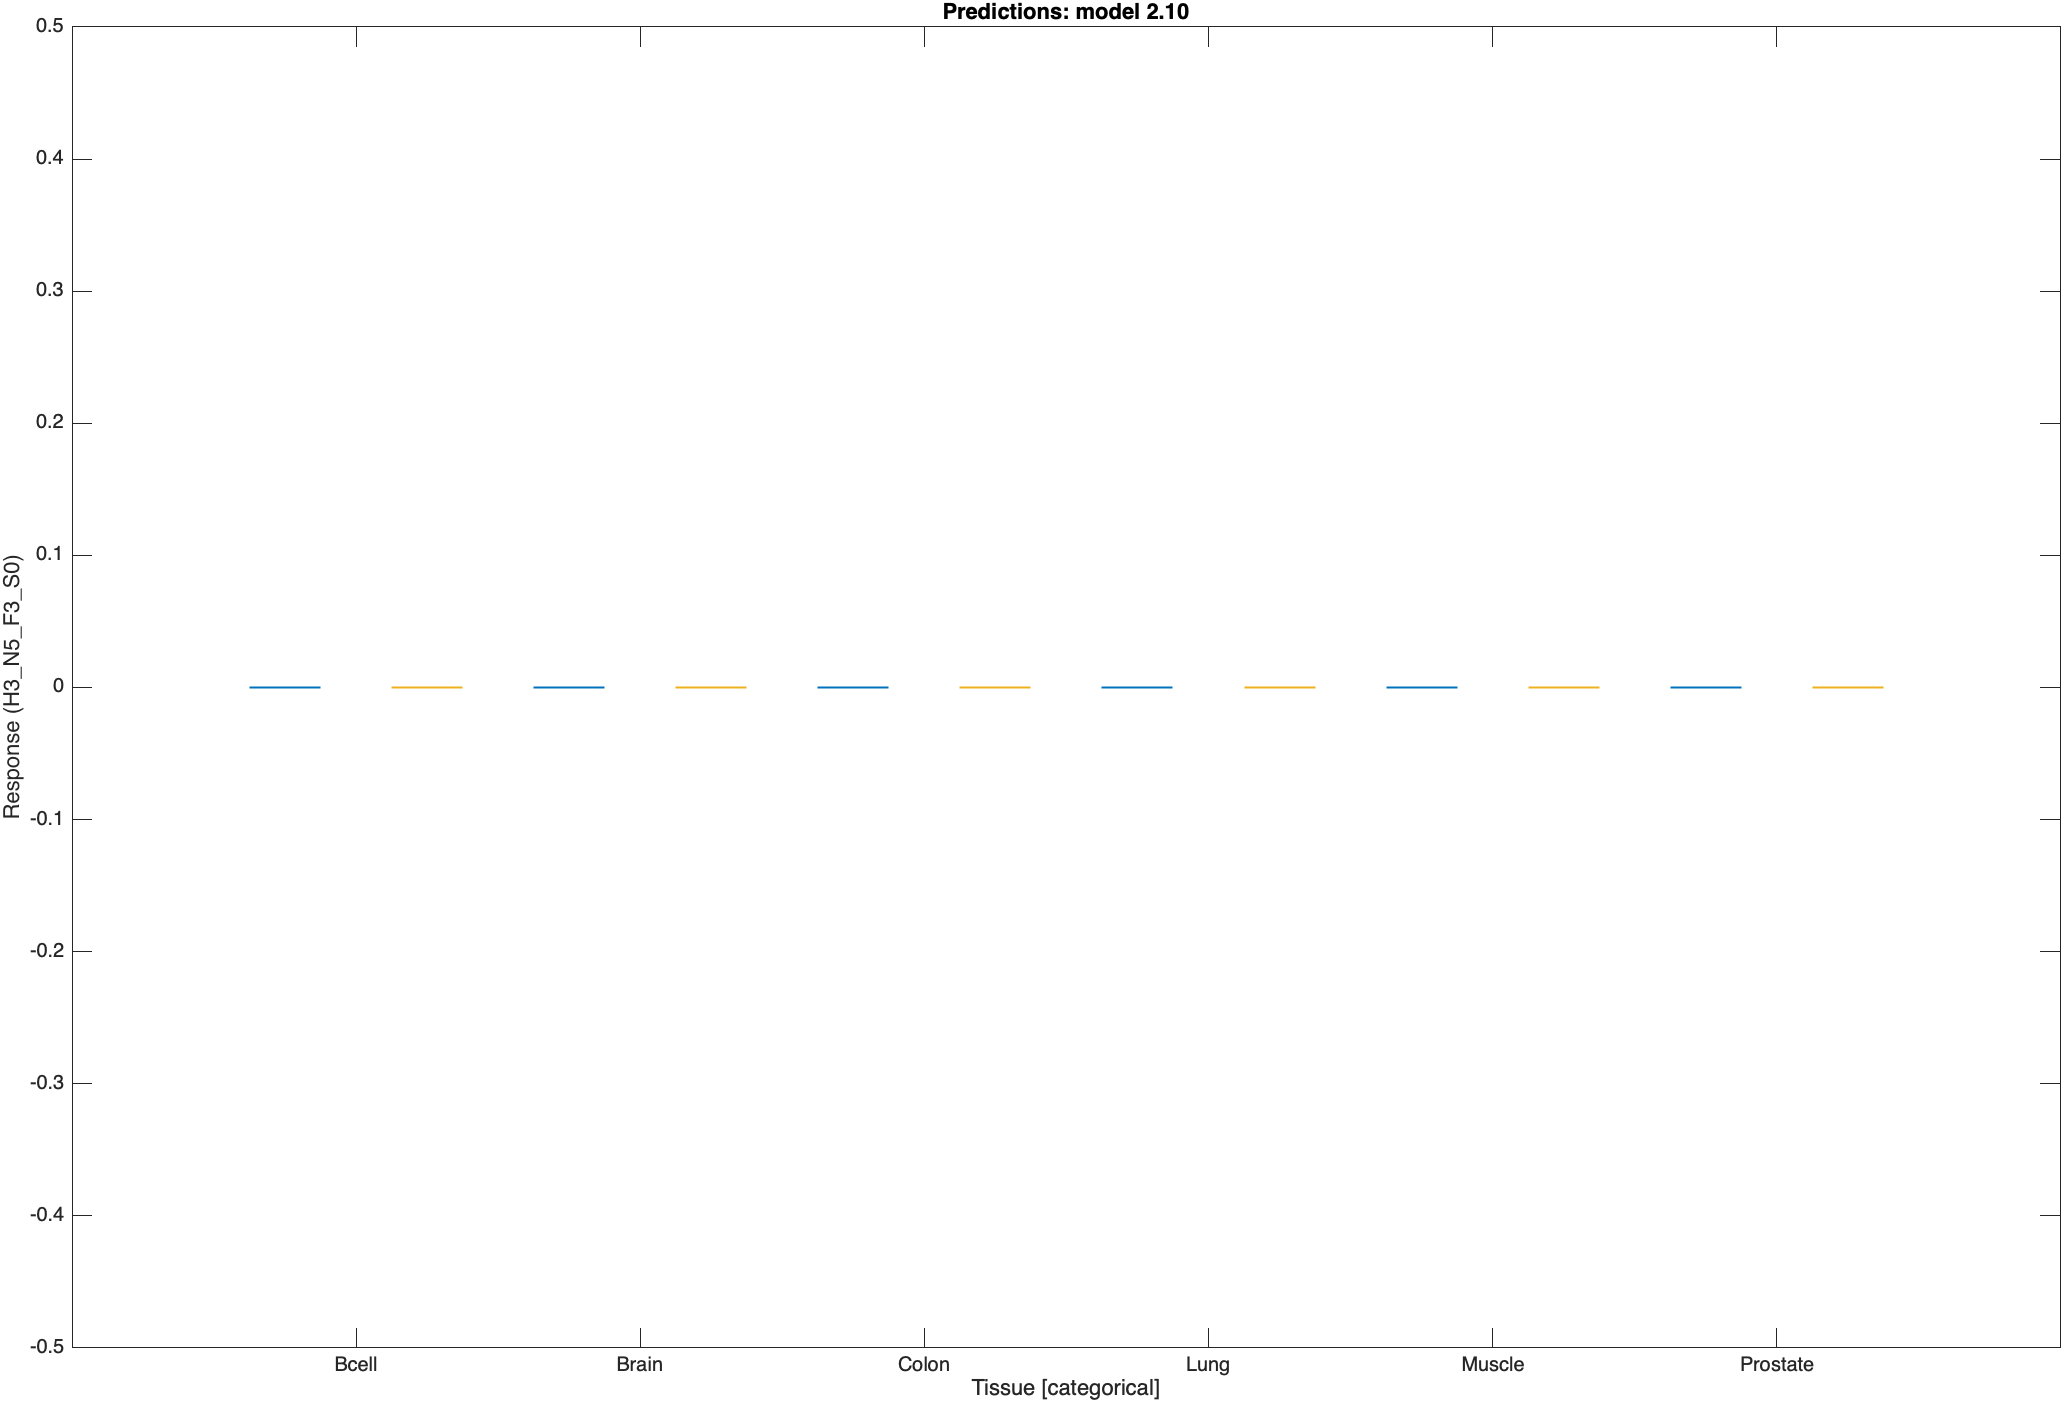 Predictions: model 2.10
0.5
0.4
0.3
0.2
0.1
0
-0.1
-0.2
-0.3
-0.4
-0.5
Response (H3_N5_F3_S0)
Bcell Brain Colon Lung Muscle Prostate
Tissue [categorical]